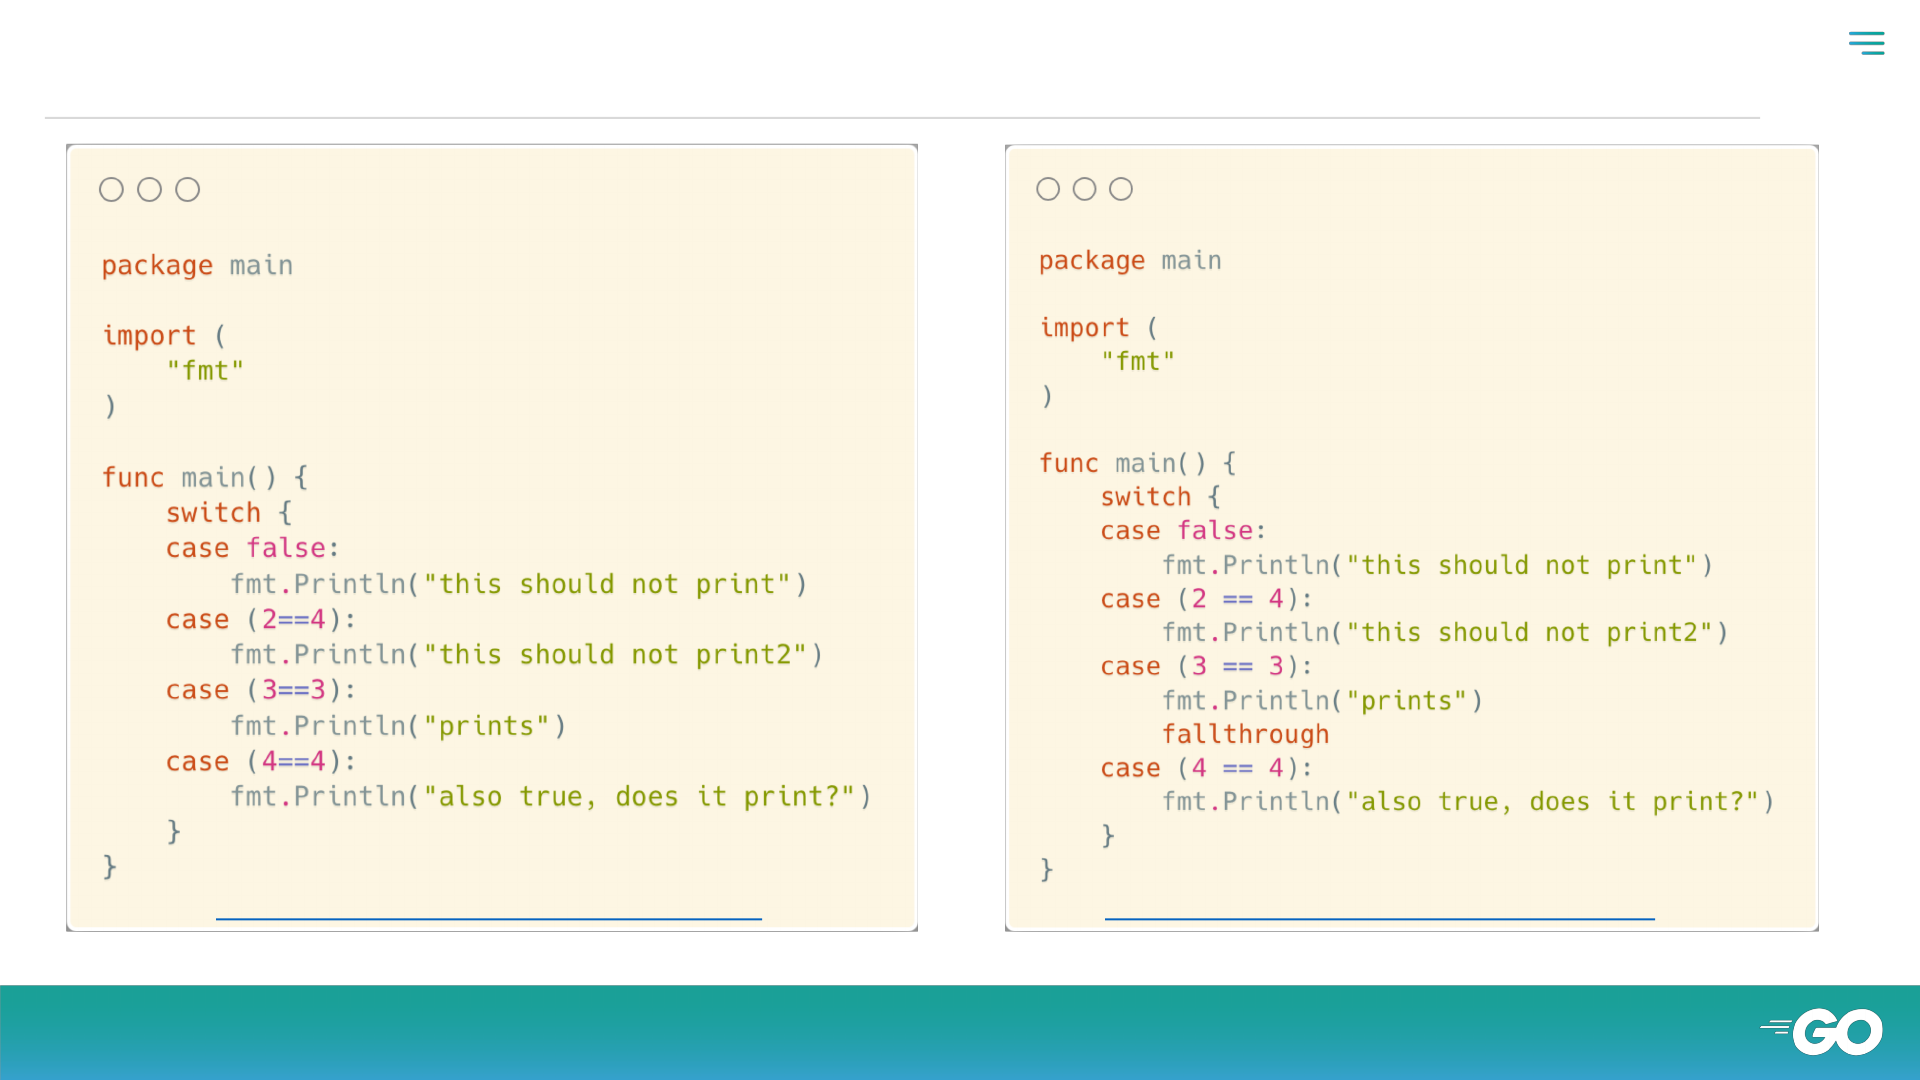 package main
import (
    "fmt"
)
func main() {
    switch {
    case false:
        fmt.Println("this should not print")
    case (2==4):
        fmt.Println("this should not print2")
    case (3==3):
        fmt.Println("prints")
    case (4==4):
        fmt.Println("also true, does it print?")
    }
}
package main
import (
    "fmt"
)
func main() {
    switch {
    case false:
        fmt.Println("this should not print")
    case (2 == 4):
        fmt.Println("this should not print2")
    case (3 == 3):
        fmt.Println("prints")
        fallthrough
    case (4 == 4):
        fmt.Println("also true, does it print?")
    }
}
GO